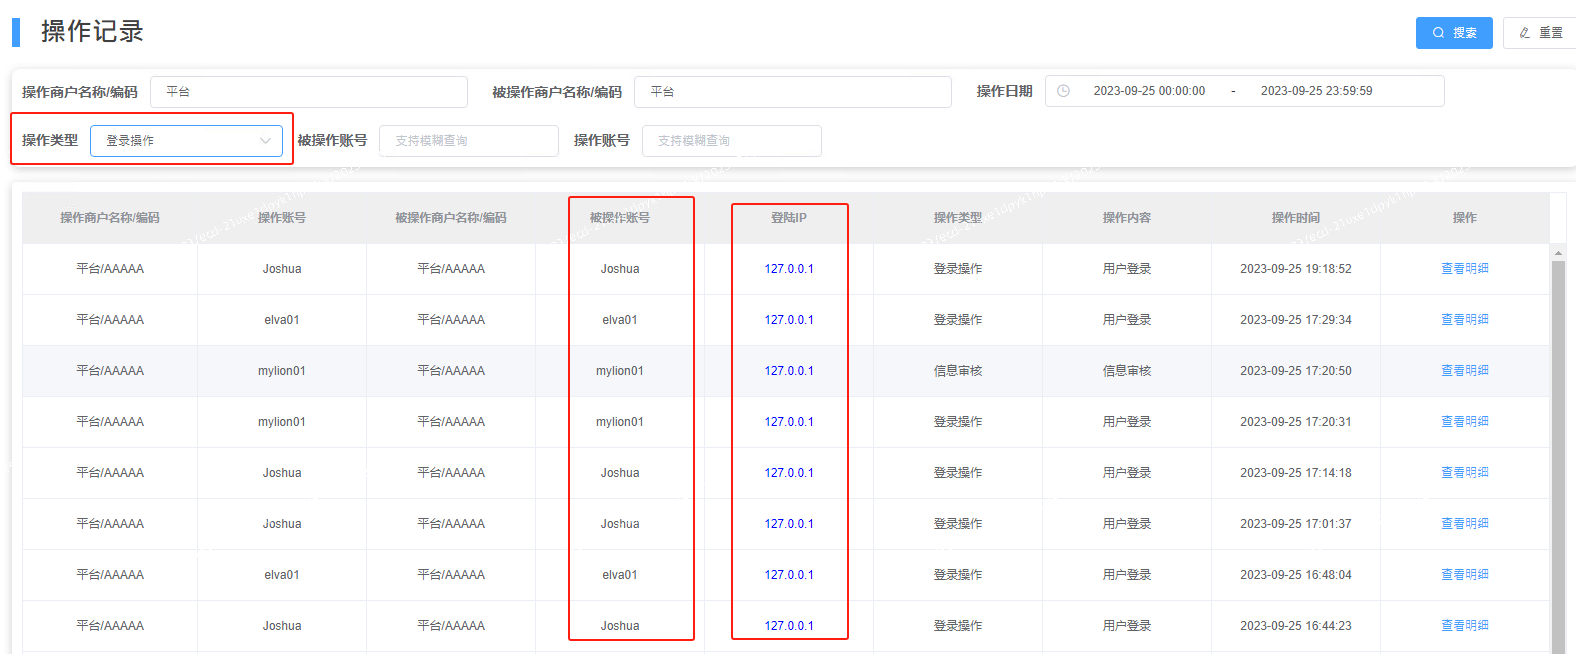 操作记录
搜索 重置
操作商户名称/编码 平台 被操作商户名称/编码 平台 操作日期 2023-09-25 00:00:00 - 2023-09-25 23:59:59
操作类型 登录操作 被操作账号 支持模糊查询 操作账号 支持模糊查询
操作商户名称/编码 操作账号 被操作商户名称/编码 被操作账号 登陆IP 操作类型 操作内容 操作时间 操作
平台/AAAAA Joshua 平台/AAAAA Joshua 127.0.0.1 登录操作 用户登录 2023-09-25 19:18:52 查看明细
平台/AAAAA elva01 平台/AAAAA elva01 127.0.0.1 登录操作 用户登录 2023-09-25 17:29:34 查看明细
平台/AAAAA mylion01 平台/AAAAA mylion01 127.0.0.1 信息审核 信息审核 2023-09-25 17:20:50 查看明细
平台/AAAAA mylion01 平台/AAAAA mylion01 127.0.0.1 登录操作 用户登录 2023-09-25 17:20:31 查看明细
平台/AAAAA Joshua 平台/AAAAA Joshua 127.0.0.1 登录操作 用户登录 2023-09-25 17:14:18 查看明细
平台/AAAAA Joshua 平台/AAAAA Joshua 127.0.0.1 登录操作 用户登录 2023-09-25 17:01:37 查看明细
平台/AAAAA elva01 平台/AAAAA elva01 127.0.0.1 登录操作 用户登录 2023-09-25 16:48:04 查看明细
平台/AAAAA Joshua 平台/AAAAA Joshua 127.0.0.1 登录操作 用户登录 2023-09-25 16:44:23 查看明细